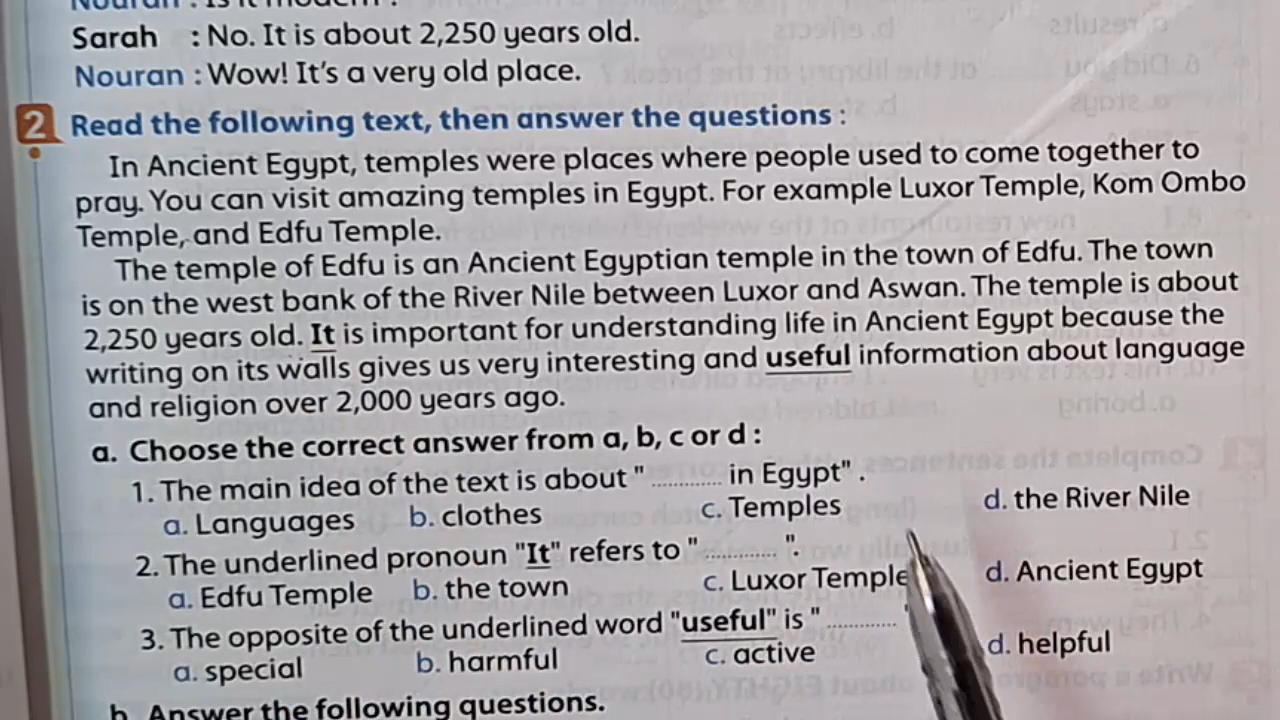 Sarah : No. It is about 2,250 years old.
Nouran : Wow! It's a very old place.
2 Read the following text, then answer the questions :
In Ancient Egypt, temples were places where people used to come together to
pray. You can visit amazing temples in Egypt. For example Luxor Temple, Kom Ombo
Temple, and Edfu Temple.
The temple of Edfu is an Ancient Egyptian temple in the town of Edfu. The town
is on the west bank of the River Nile between Luxor and Aswan. The temple is about
2,250 years old. It is important for understanding life in Ancient Egypt because the
writing on its walls gives us very interesting and useful information about language
and religion over 2,000 years ago.
a. Choose the correct answer from a, b, c or d :
1. The main idea of the text is about "............ in Egypt".
a. Languages b. clothes c. Temples d. the River Nile
2. The underlined pronoun "It" refers to "............ ".
a. Edfu Temple b. the town c. Luxor Temple d. Ancient Egypt
3. The opposite of the underlined word "useful" is "............
a. special b. harmful c. active d. helpful
b. Answer the following questions.